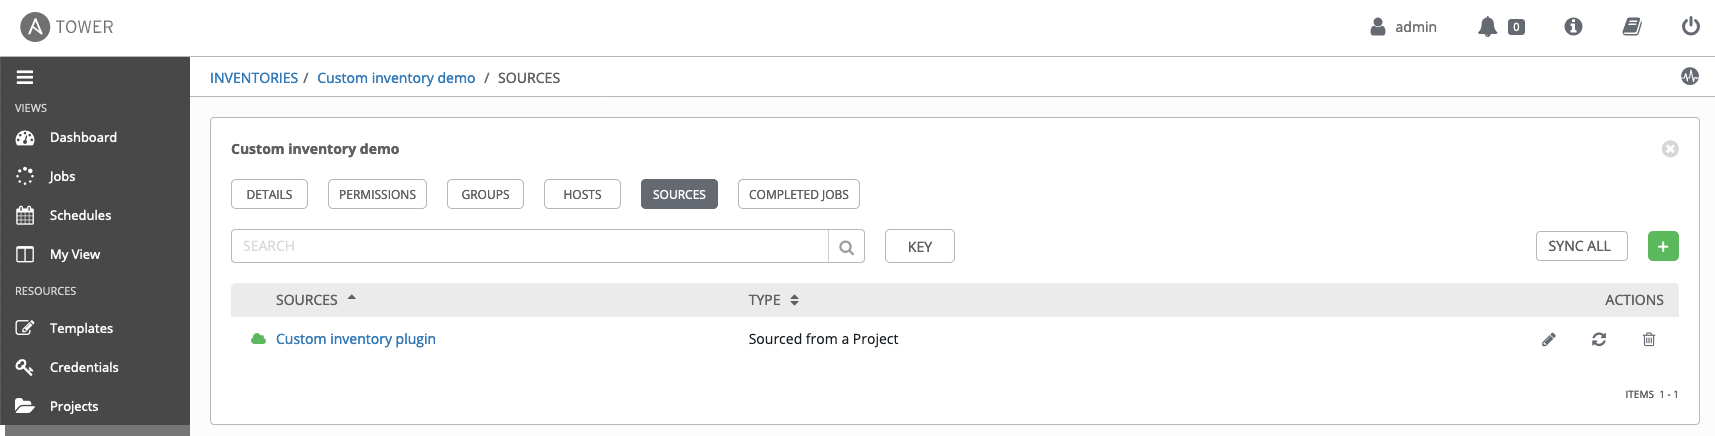 A TOWER
admin 0
INVENTORIES / Custom inventory demo / SOURCES
VIEWS
Dashboard
Jobs
Schedules
My View
RESOURCES
Templates
Credentials
Projects
Custom inventory demo
DETAILS PERMISSIONS GROUPS HOSTS SOURCES COMPLETED JOBS
SEARCH KEY SYNC ALL +
SOURCES TYPE ACTIONS
Custom inventory plugin Sourced from a Project
ITEMS 1 - 1